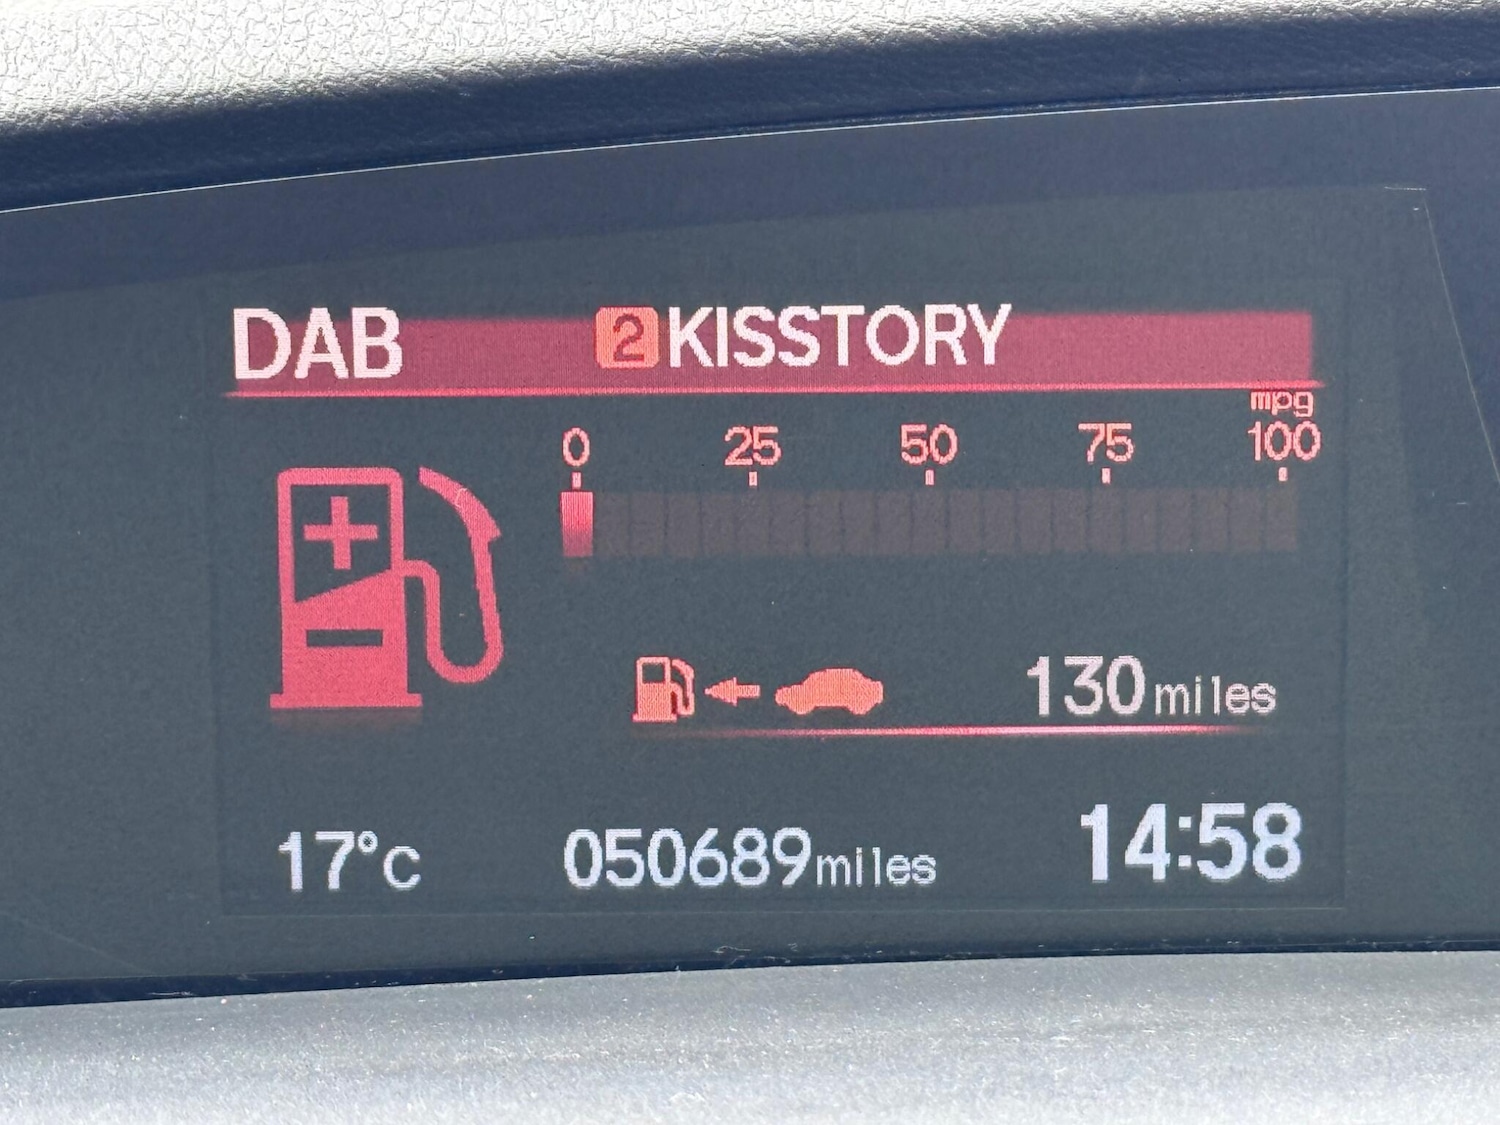 DAB 2 KISSTORY
mpg
0 25 50 75 100
130 miles
17°C 050689 miles 14:58